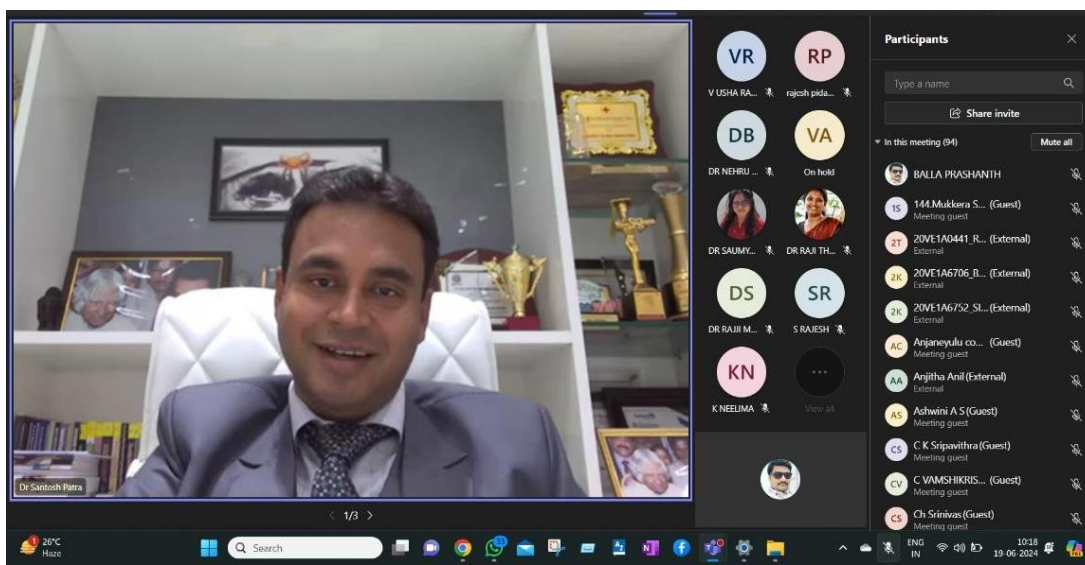 VR
RP
V USHA RA...
rajesh pida...
DB
VA
DR NEHRU ...
On hold
DR SAUMY...
DR RAJI TH...
DS
SR
DR RAJJI M...
S RAJESH
KN
...
K NEELIMA
View all
Dr Santosh Patra
1/3
Participants
Type a name
Share invite
In this meeting (94)
Mute all
BALLA PRASHANTH
1S
144.Mukkera S... (Guest)
Meeting guest
2T
20VE1A0441_R... (External)
External
2K
20VE1A6706_B... (External)
External
2K
20VE1A6752_SI... (External)
External
AC
Anjaneyulu co... (Guest)
Meeting guest
AA
Anjitha Anil (External)
External
AS
Ashwini A S (Guest)
Meeting guest
CS
C K Sripavithra (Guest)
Meeting guest
CV
C VAMSHIKRIS... (Guest)
Meeting guest
CS
Ch Srinivas (Guest)
Meeting guest
26°C
Haze
Search
ENG
IN
10:18
19-06-2024